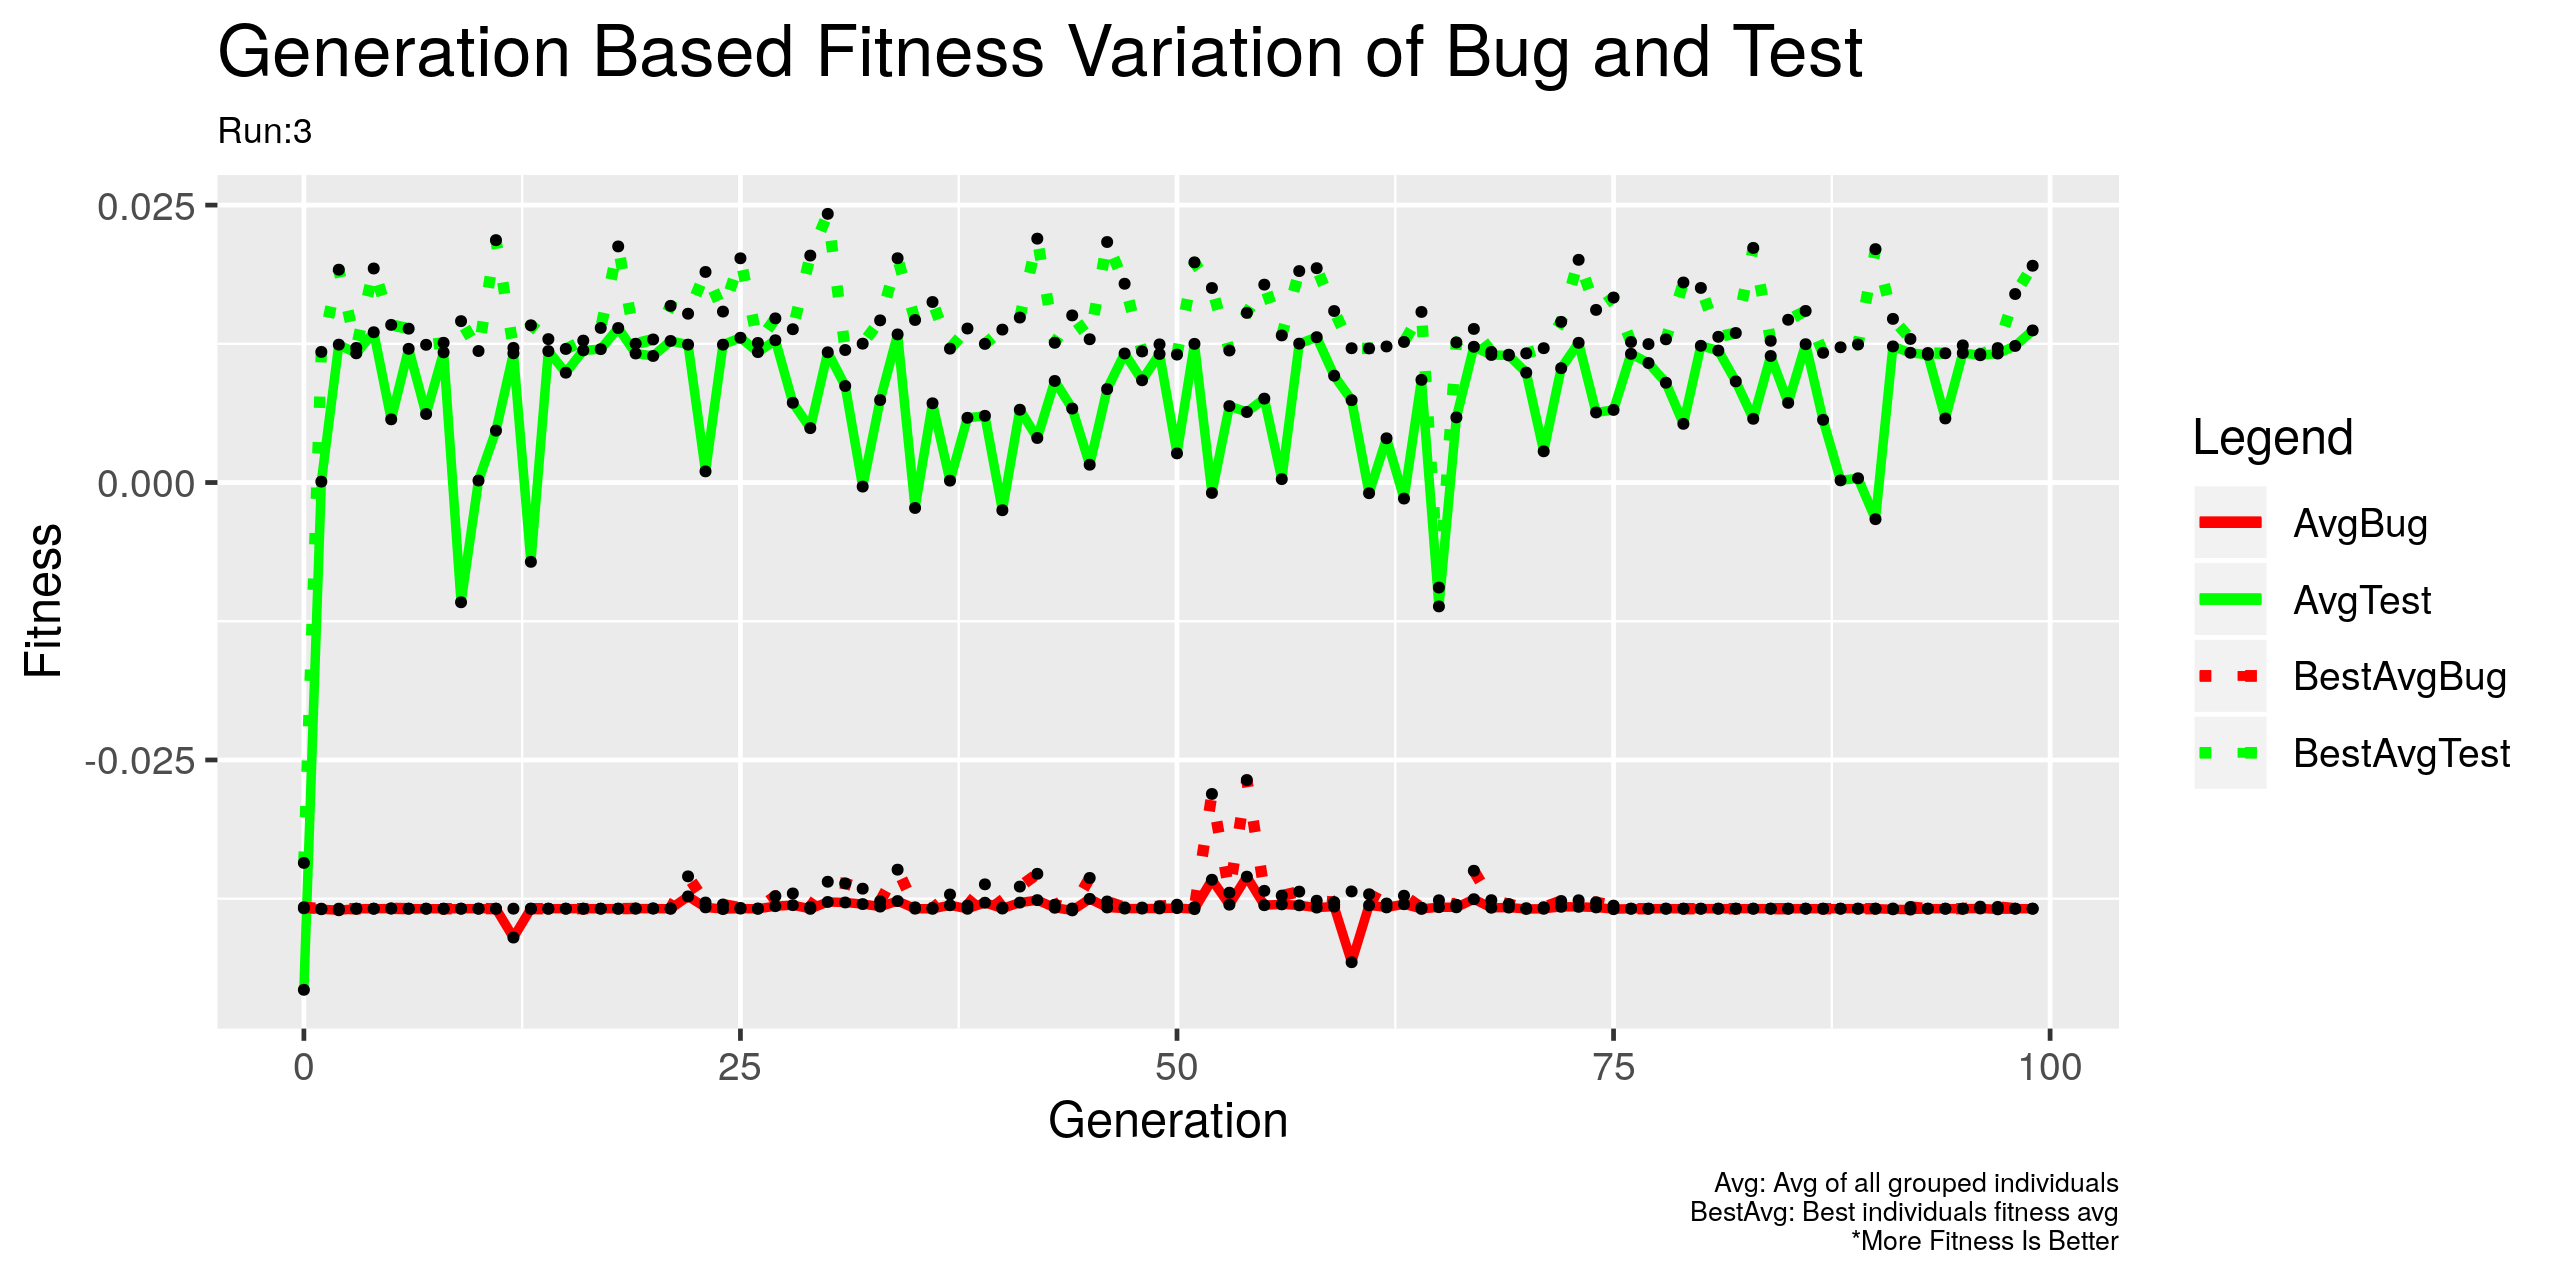 Generation Based Fitness Variation of Bug and Test
Run:3
0.025
0.000
-0.025
Fitness
0
25
50
75
100
Generation
Legend
AvgBug
AvgTest
BestAvgBug
BestAvgTest
Avg: Avg of all grouped individuals
BestAvg: Best individuals fitness avg
*More Fitness Is Better